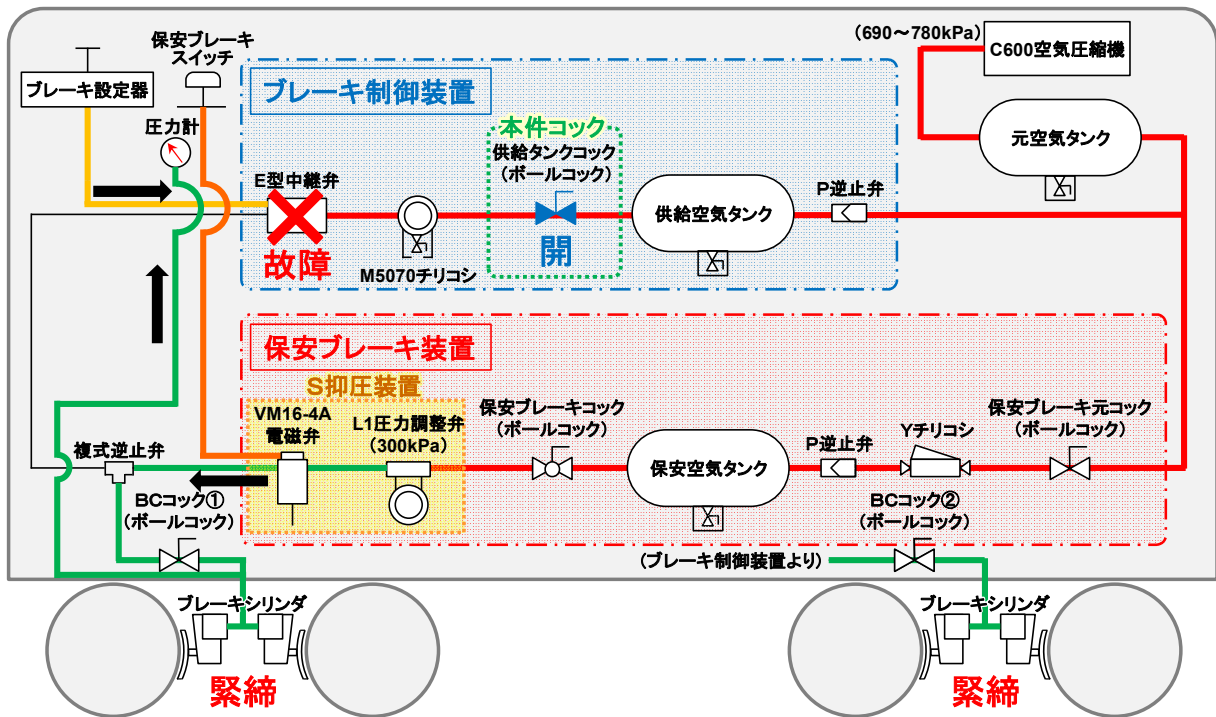 保安ブレーキ
スイッチ
ブレーキ設定器
圧力計
(690～780kPa)
C600空気圧縮機
元空気タンク
ブレーキ制御装置
本件コック
供給タンクコック
(ボールコック)
開
E型中継弁
故障
M5070チリコシ
供給空気タンク
P逆止弁
保安ブレーキ装置
S抑圧装置
VM16-4A
電磁弁
L1圧力調整弁
(300kPa)
保安ブレーキコック
(ボールコック)
保安空気タンク
P逆止弁
Yチリコシ
保安ブレーキ元コック
(ボールコック)
複式逆止弁
BCコック①
(ボールコック)
BCコック②
(ボールコック)
(ブレーキ制御装置より)
ブレーキシリンダ
緊締
ブレーキシリンダ
緊締